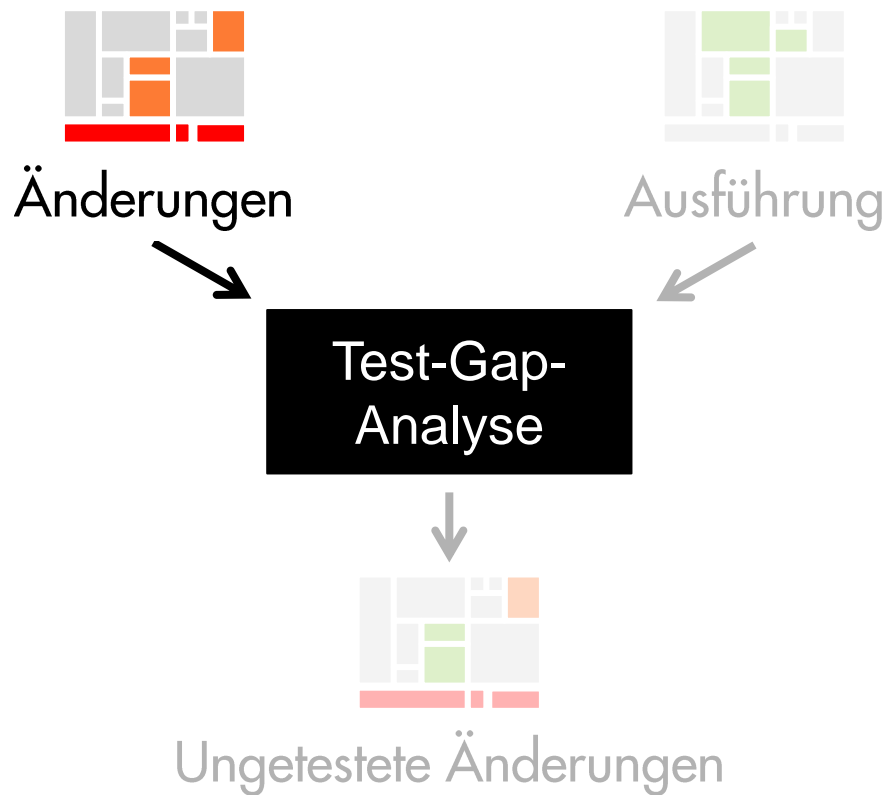 Änderungen
Ausführung
Test-Gap-
Analyse
Ungetestete Änderungen